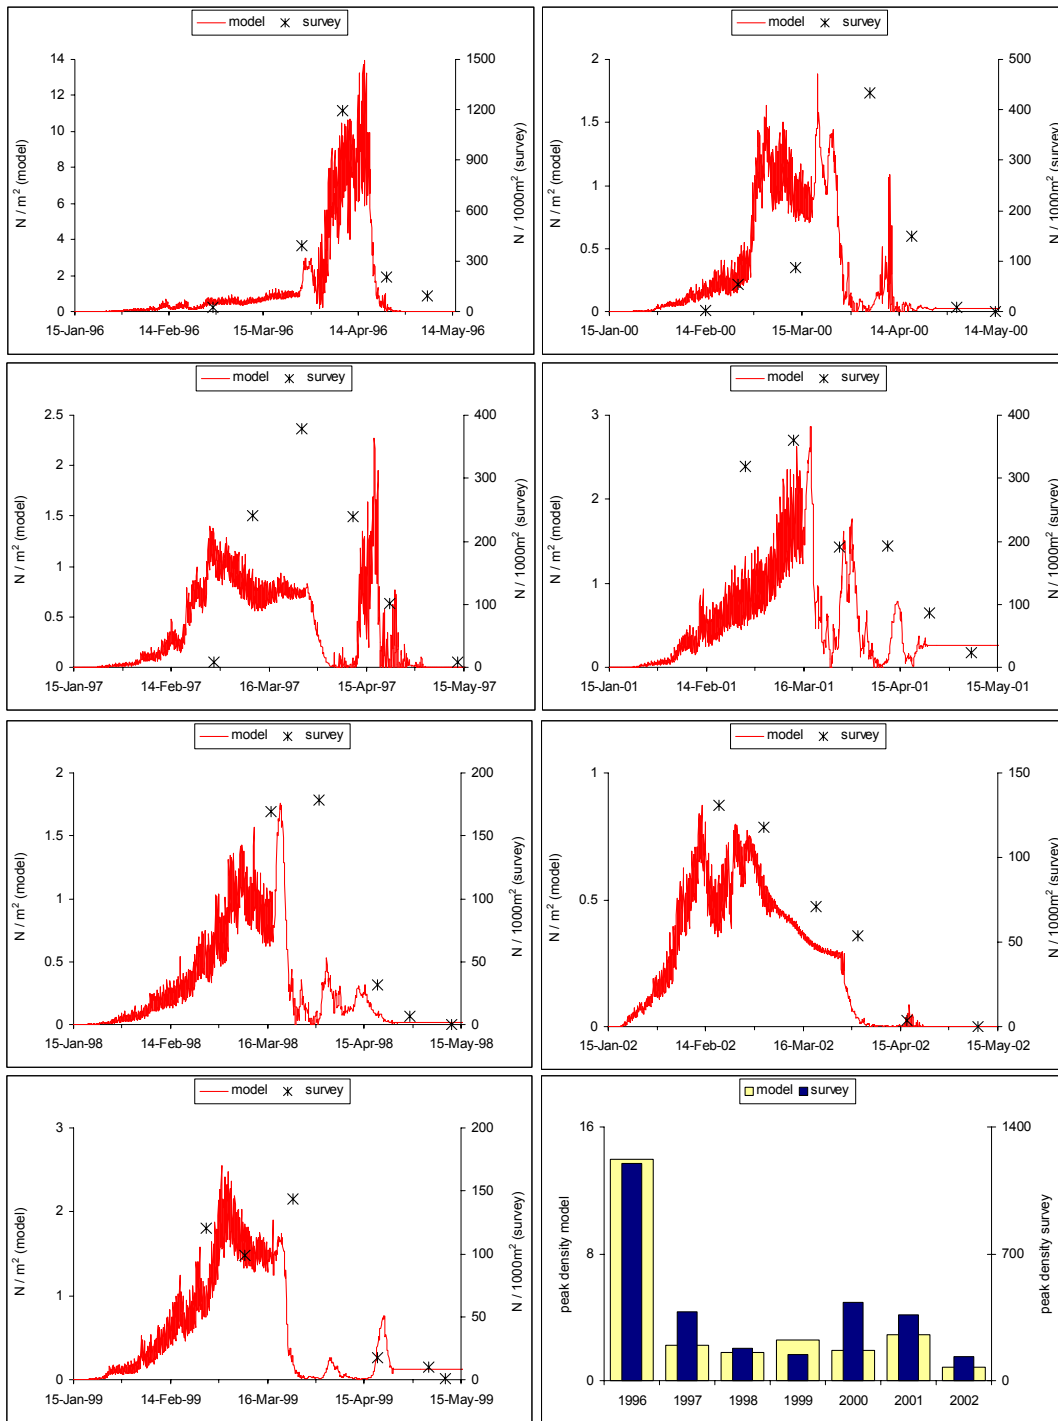 model survey
14
12
10
8
6
4
2
0
1500
1200
900
600
300
0
N / m² (model)
N / 1000m² (survey)
15-Jan-96 14-Feb-96 15-Mar-96 14-Apr-96 14-May-96
model survey
2
1.5
1
0.5
0
500
400
300
200
100
0
N / m² (model)
N / 1000m² (survey)
15-Jan-00 14-Feb-00 15-Mar-00 14-Apr-00 14-May-00
model survey
2.5
2
1.5
1
0.5
0
400
300
200
100
0
N / m² (model)
N / 1000m² (survey)
15-Jan-97 14-Feb-97 16-Mar-97 15-Apr-97 15-May-97
model survey
3
2
1
0
400
300
200
100
0
N / m² (model)
N / 1000m² (survey)
15-Jan-01 14-Feb-01 16-Mar-01 15-Apr-01 15-May-01
model survey
2
1.5
1
0.5
0
200
150
100
50
0
N / m² (model)
N / 1000m² (survey)
15-Jan-98 14-Feb-98 16-Mar-98 15-Apr-98 15-May-98
model survey
1
0.5
0
150
100
50
0
N / m² (model)
N / 1000m² (survey)
15-Jan-02 14-Feb-02 16-Mar-02 15-Apr-02 15-May-02
model survey
3
2
1
0
200
150
100
50
0
N / m² (model)
N / 1000m² (survey)
15-Jan-99 14-Feb-99 16-Mar-99 15-Apr-99 15-May-99
model survey
16
8
0
1400
700
0
peak density model
peak density survey
1996 1997 1998 1999 2000 2001 2002